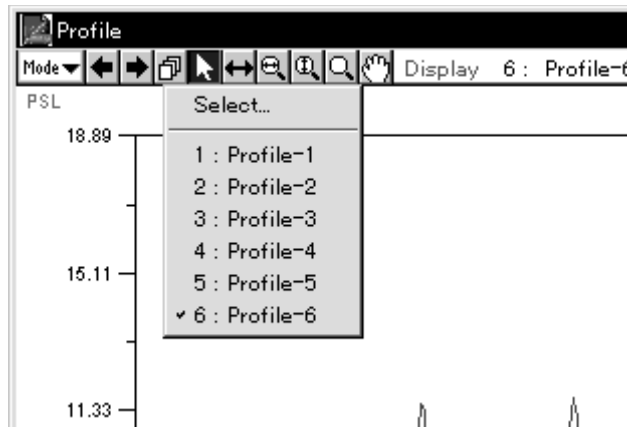 Profile
Mode Display 6 : Profile-6
PSL
Select...
18.89
1 : Profile-1
2 : Profile-2
3 : Profile-3
4 : Profile-4
15.11
5 : Profile-5
6 : Profile-6
11.33